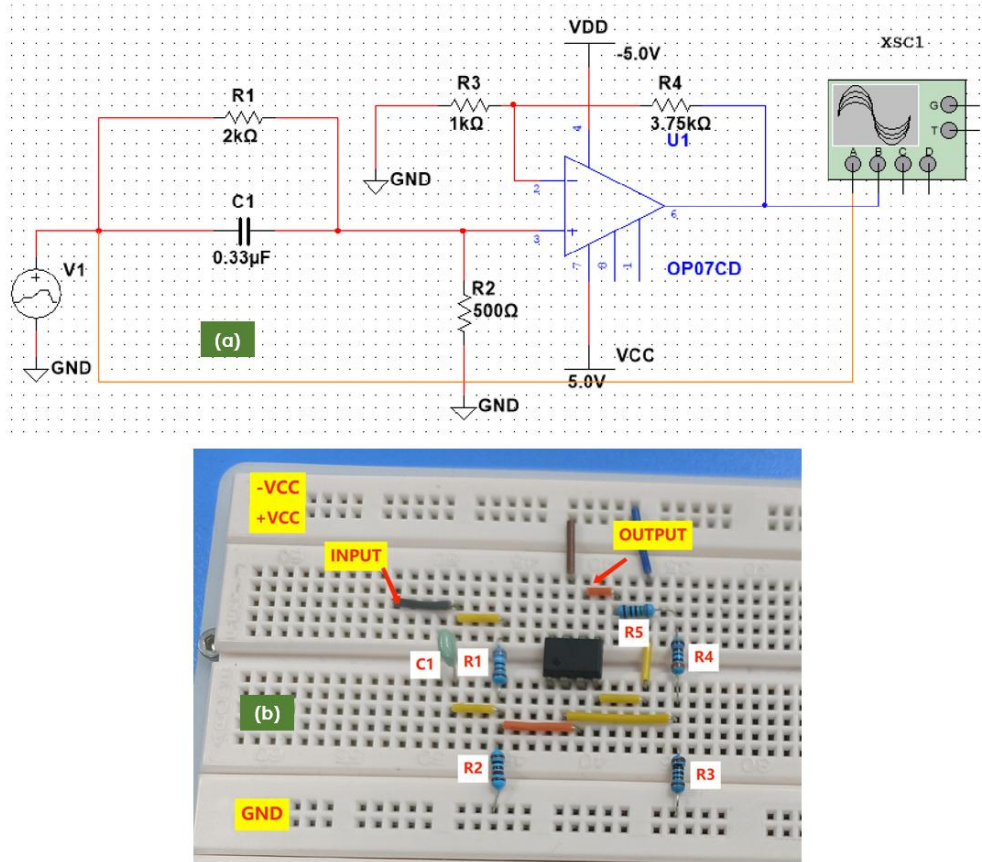 VDD
-5.0V
XSC1
R3
1kΩ
R4
3.75kΩ
U1
R1
2kΩ
4
G
T
A B C D
GND
2
C1
0.33µF
6
3
V1
7 8 1
OP07CD
R2
500Ω
(a)
GND
VCC
5.0V
GND
-VCC
+VCC
OUTPUT
INPUT
R5
C1
R1
R4
(b)
R2
R3
GND